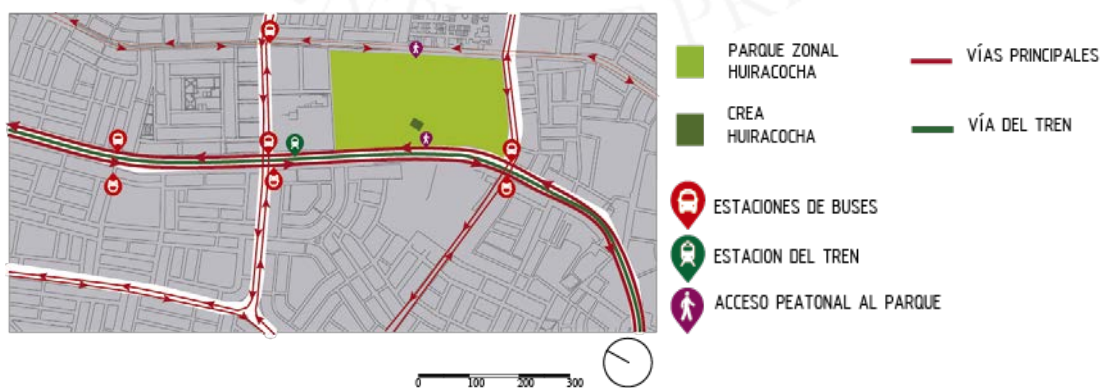 PARQUE ZONAL
HUIRACOCHA
VÍAS PRINCIPALES
CREA
HUIRACOCHA
VÍA DEL TREN
ESTACIONES DE BUSES
ESTACION DEL TREN
ACCESO PEATONAL AL PARQUE
0 100 200 300